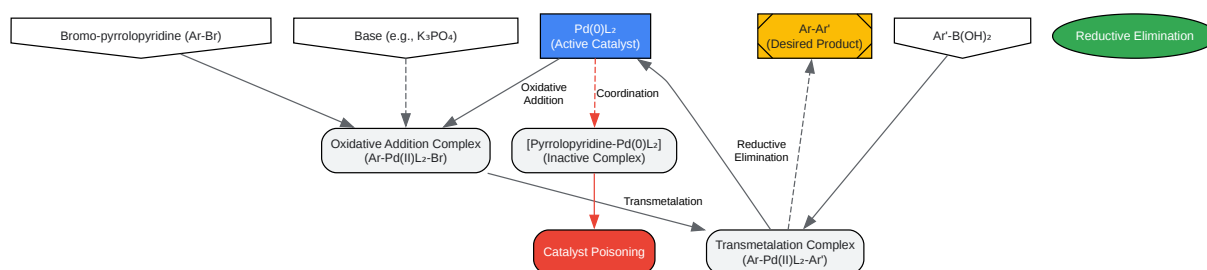 Bromo-pyrrolopyridine (Ar-Br)
Base (e.g., K₃PO₄)
Pd(0)L₂
(Active Catalyst)
Ar-Ar'
(Desired Product)
Ar'-B(OH)₂
Reductive Elimination
Oxidative
Addition
Coordination
Oxidative Addition Complex
(Ar-Pd(II)L₂-Br)
[Pyrrolopyridine-Pd(0)L₂]
(Inactive Complex)
Reductive
Elimination
Transmetalation
Catalyst Poisoning
Transmetalation Complex
(Ar-Pd(II)L₂-Ar')